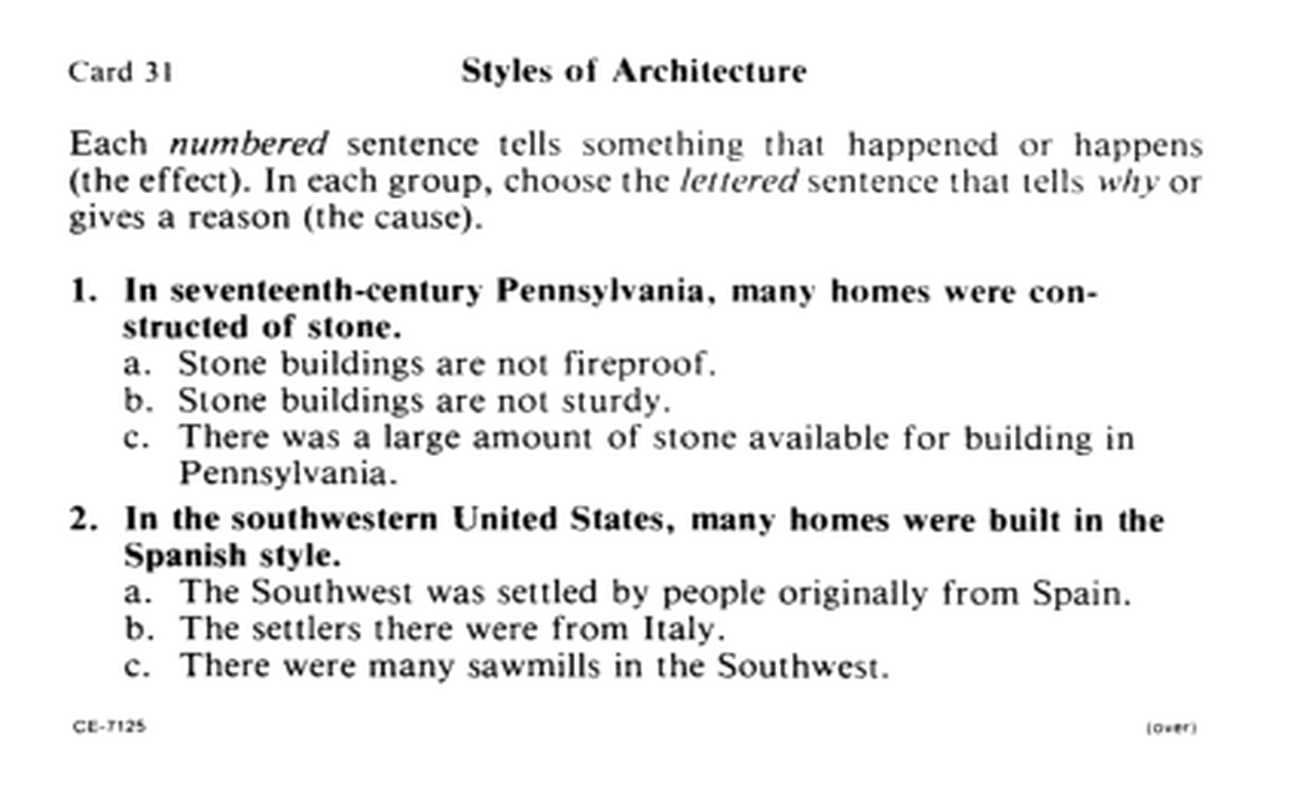 Card 31 Styles of Architecture
Each numbered sentence tells something that happened or happens
(the effect). In each group, choose the lettered sentence that tells why or
gives a reason (the cause).
1. In seventeenth-century Pennsylvania, many homes were con-
structed of stone.
a. Stone buildings are not fireproof.
b. Stone buildings are not sturdy.
c. There was a large amount of stone available for building in
Pennsylvania.
2. In the southwestern United States, many homes were built in the
Spanish style.
a. The Southwest was settled by people originally from Spain.
b. The settlers there were from Italy.
c. There were many sawmills in the Southwest.
CE-7125 (over)